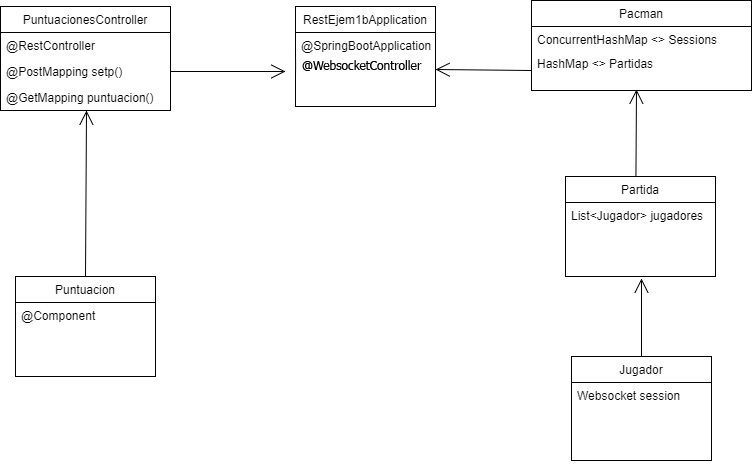 PuntuacionesController
@RestController
@PostMapping setp()
@GetMapping puntuacion()
RestEjem1bApplication
@SpringBootApplication
@WebsocketController
Pacman
ConcurrentHashMap <> Sessions
HashMap <> Partidas
Partida
List<Jugador> jugadores
Puntuacion
@Component
Jugador
Websocket session